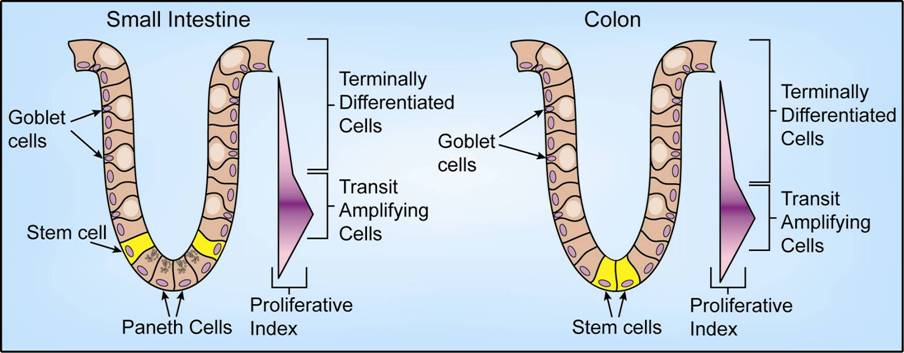 Small Intestine
Goblet
cells
Stem cell
Paneth Cells
Terminally
Differentiated
Cells
Transit
Amplifying
Cells
Proliferative
Index
Colon
Goblet
cells
Stem cells
Terminally
Differentiated
Cells
Transit
Amplifying
Cells
Proliferative
Index